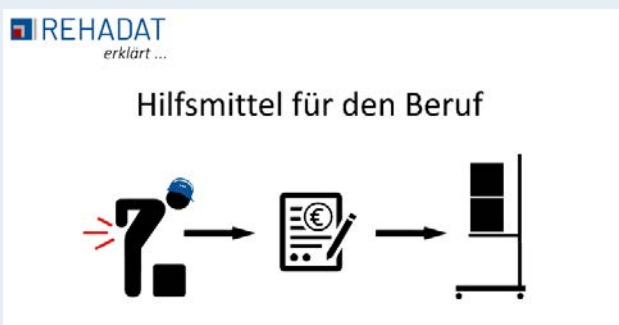 REHADAT
erklärt ...
Hilfsmittel für den Beruf
€